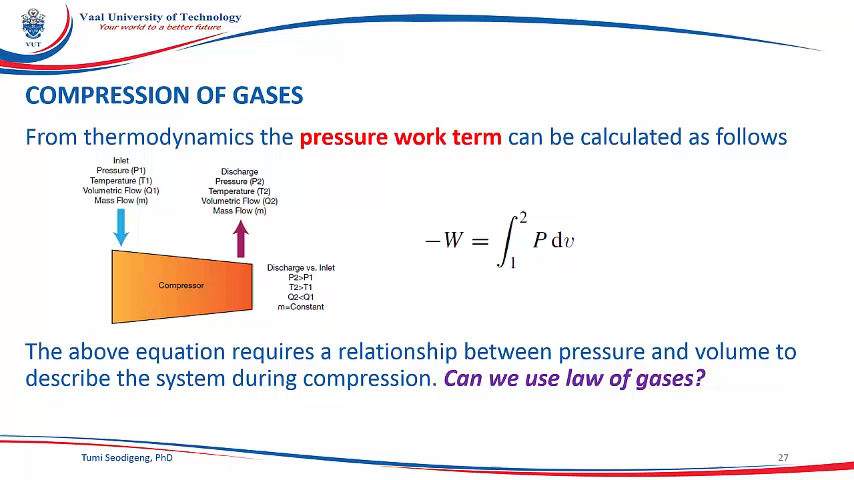 Vaal University of Technology
Your world to a better future
VUT
COMPRESSION OF GASES
From thermodynamics the pressure work term can be calculated as follows
Inlet
Pressure (P1)
Temperature (T1)
Volumetric Flow (Q1)
Mass Flow (m)
Discharge
Pressure (P2)
Temperature (T2)
Volumetric Flow (Q2)
Mass Flow (m)
Compressor
Discharge vs. Inlet
P2>P1
T2>T1
Q2<Q1
m=Constant
−W = ∫₁² P dv
The above equation requires a relationship between pressure and volume to
describe the system during compression. Can we use law of gases?
Tumi Seodigeng, PhD
27